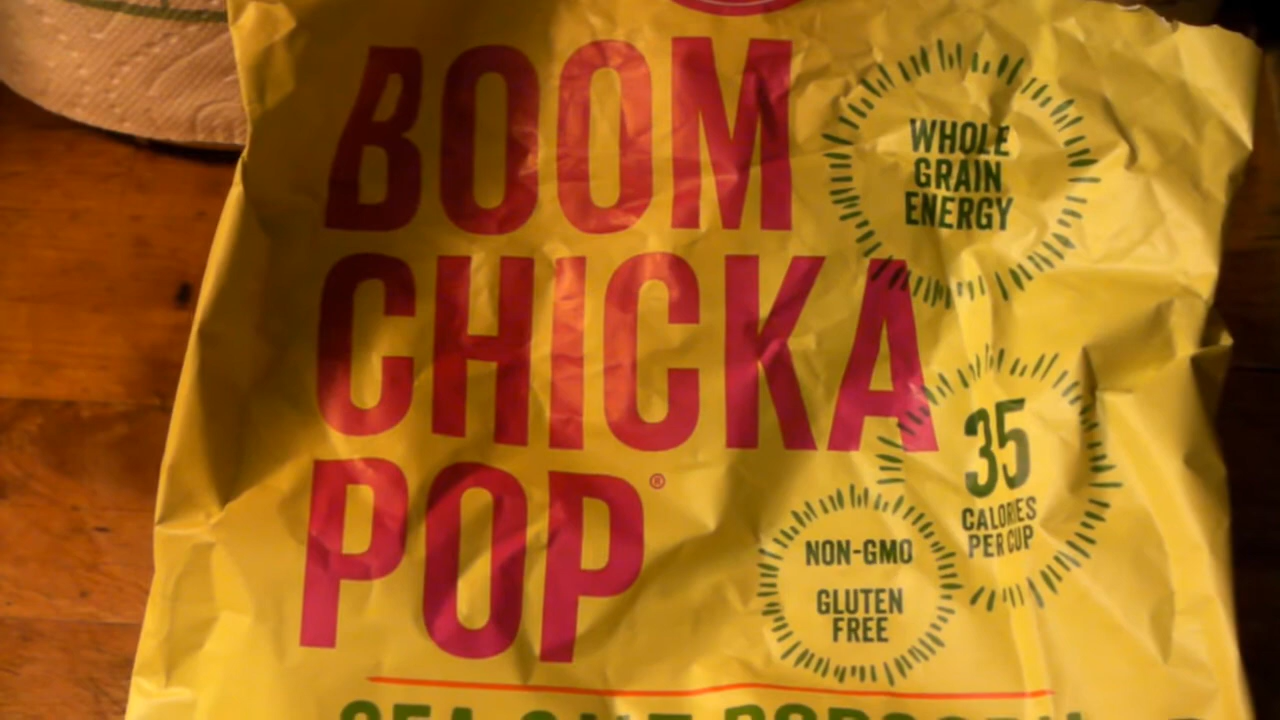 BOOM
CHICKA
POP®
WHOLE
GRAIN
ENERGY
35
CALORIES
PER CUP
NON-GMO
GLUTEN
FREE
SEA SALT POPCORN